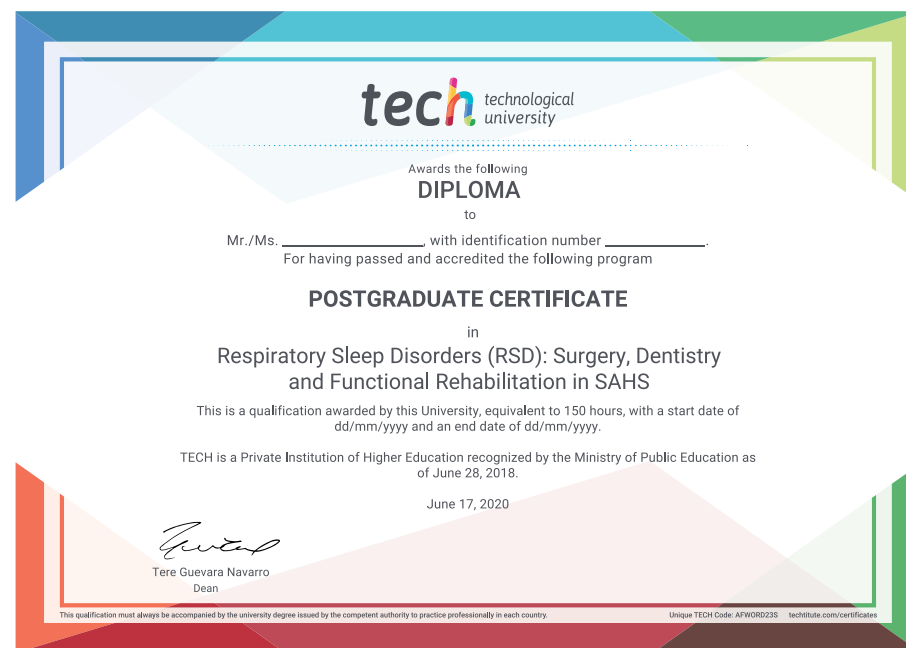 tech technological
university
Awards the following
DIPLOMA
to
Mr./Ms. ____________, with identification number ____________.
For having passed and accredited the following program
POSTGRADUATE CERTIFICATE
in
Respiratory Sleep Disorders (RSD): Surgery, Dentistry
and Functional Rehabilitation in SAHS
This is a qualification awarded by this University, equivalent to 150 hours, with a start date of
dd/mm/yyyy and an end date of dd/mm/yyyy.
TECH is a Private Institution of Higher Education recognized by the Ministry of Public Education as
of June 28, 2018.
June 17, 2020
Tere Guevara Navarro
Dean
This qualification must always be accompanied by the university degree issued by the competent authority to practice professionally in each country. Unique TECH Code: AFWORD23S techtitute.com/certificates